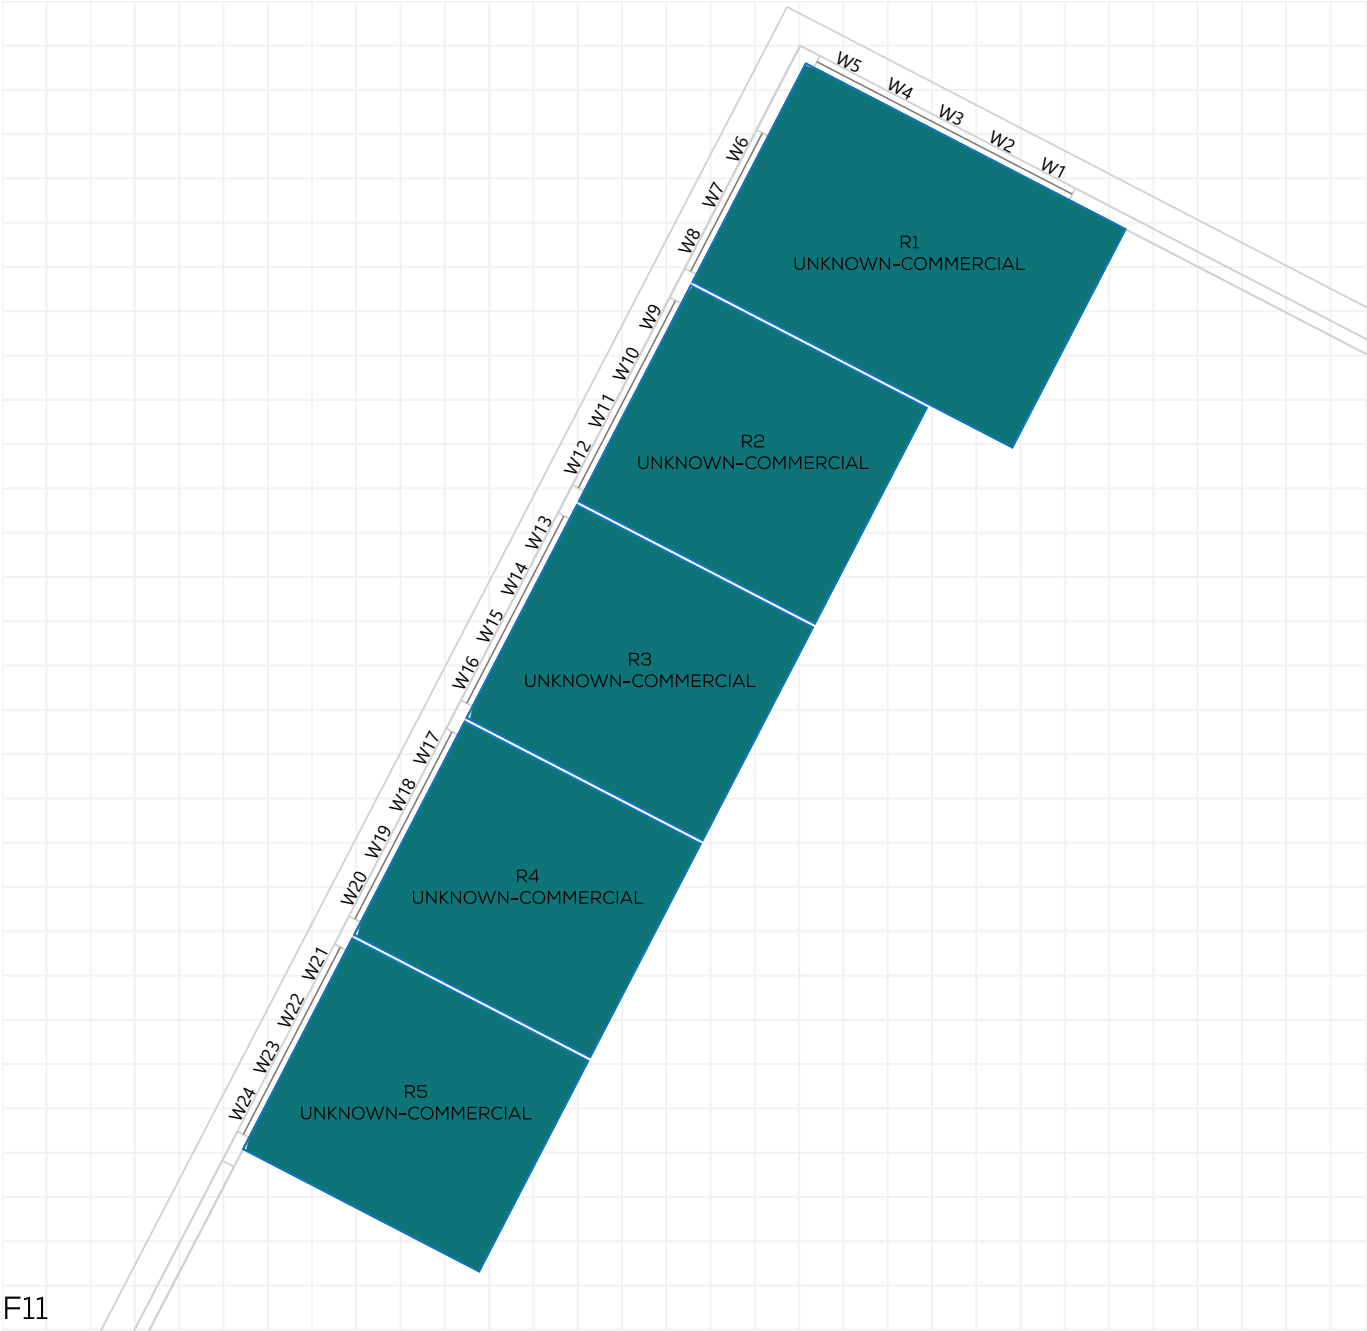 W5
W4
W3
W2
W1
W6
W7
W8
R1
UNKNOWN-COMMERCIAL
W9
W10
W11
W12
R2
UNKNOWN-COMMERCIAL
W13
W14
W15
W16
R3
UNKNOWN-COMMERCIAL
W17
W18
W19
W20
R4
UNKNOWN-COMMERCIAL
W21
W22
W23
W24
R5
UNKNOWN-COMMERCIAL
F11